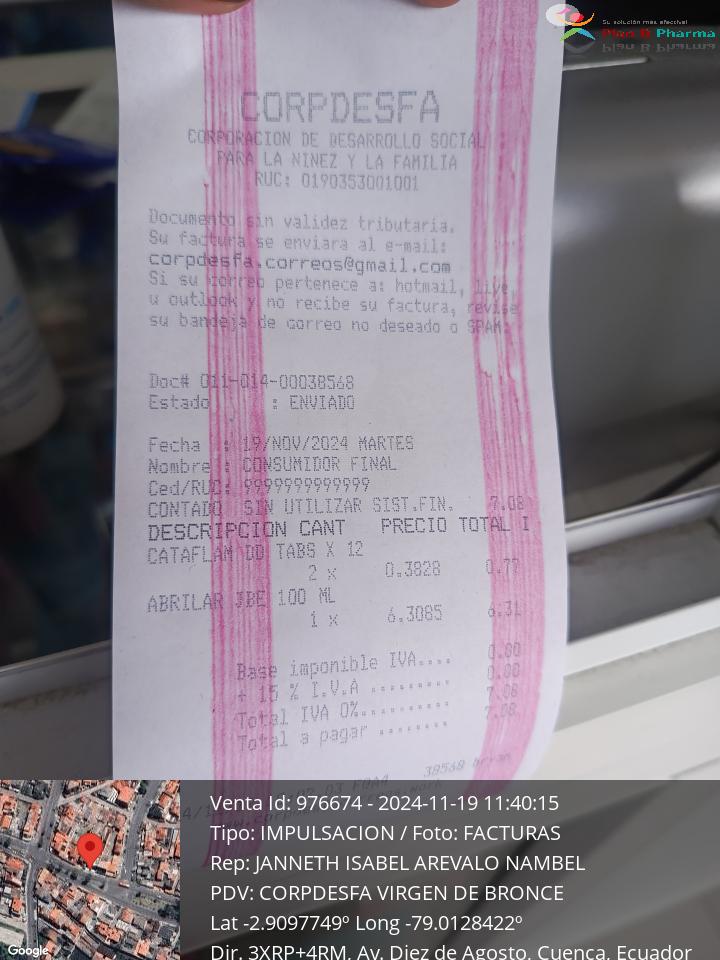 Su solución más efectiva!
Plan B Pharma
CORPDESFA
CORPORACION DE DESARROLLO SOCIAL
PARA LA NINEZ Y LA FAMILIA
RUC: 0190353001001
Documento sin validez tributaria.
Su factura se enviara al e-mail:
corpdesfa.correos@gmail.com
Si su correo pertenece a: hotmail, live,
u outlook y no recibe su factura, revise
su bandeja de correo no deseado o SPAM.
Doc# 011-014-00038568
Estado : ENVIADO
Fecha : 19/NOV/2024 MARTES
Nombre : CONSUMIDOR FINAL
Ced/RUC: 9999999999999
CONTADO SIN UTILIZAR SIST.FIN. 7.08
DESCRIPCION CANT PRECIO TOTAL I
CATAFLAM DD TABS X 12
2 x 0.3828 0.77
ABRILAR JBE 100 ML
1 x 6.3085 6.31
Base imponible IVA.... 0.00
+ 15 % I.V.A ......... 0.00
Total IVA 0%.......... 7.08
Total a pagar ........ 7.08
38568
Venta Id: 976674 - 2024-11-19 11:40:15
Tipo: IMPULSACION / Foto: FACTURAS
Rep: JANNETH ISABEL AREVALO NAMBEL
PDV: CORPDESFA VIRGEN DE BRONCE
Lat -2.9097749º Long -79.0128422º
Dir. 3XRP+4RM, Av. Diez de Agosto, Cuenca, Ecuador
Google